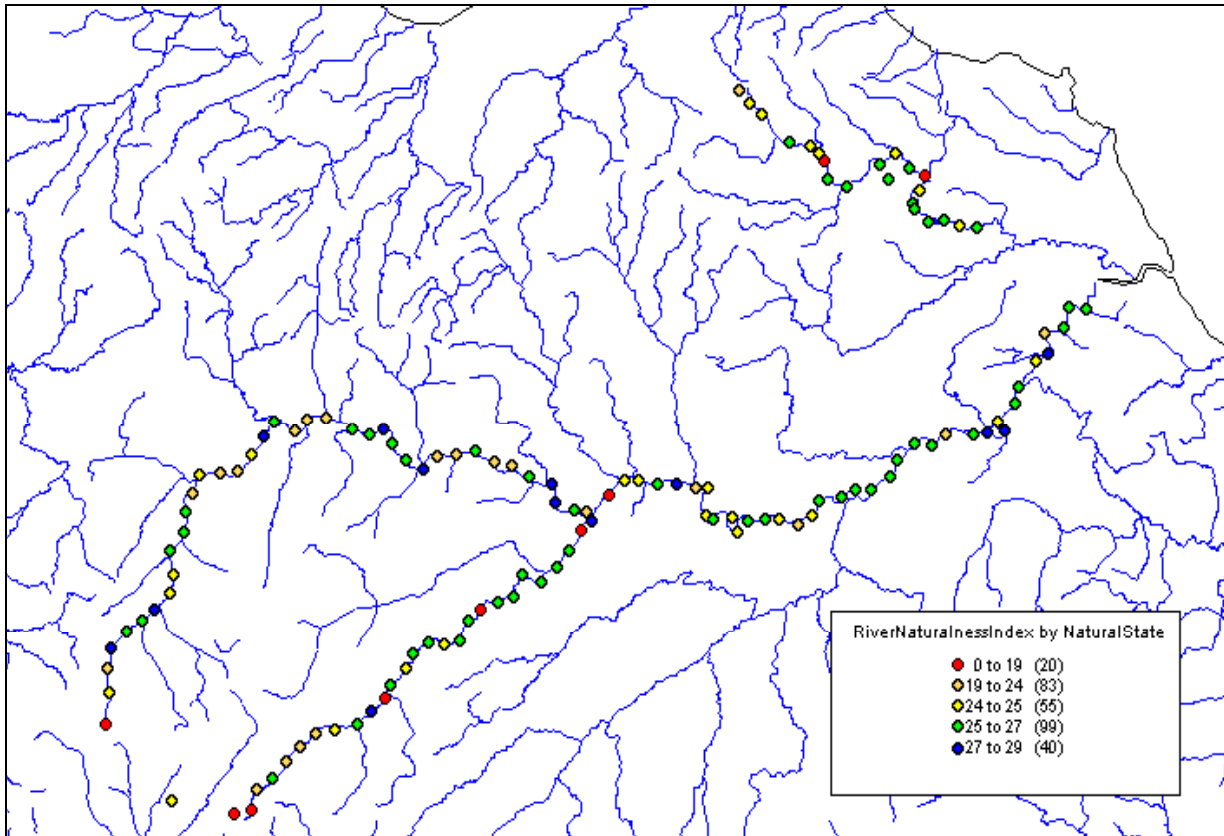 RiverNaturalnessIndex by NaturalState
0 to 19 (20)
19 to 24 (83)
24 to 25 (55)
25 to 27 (99)
27 to 29 (40)